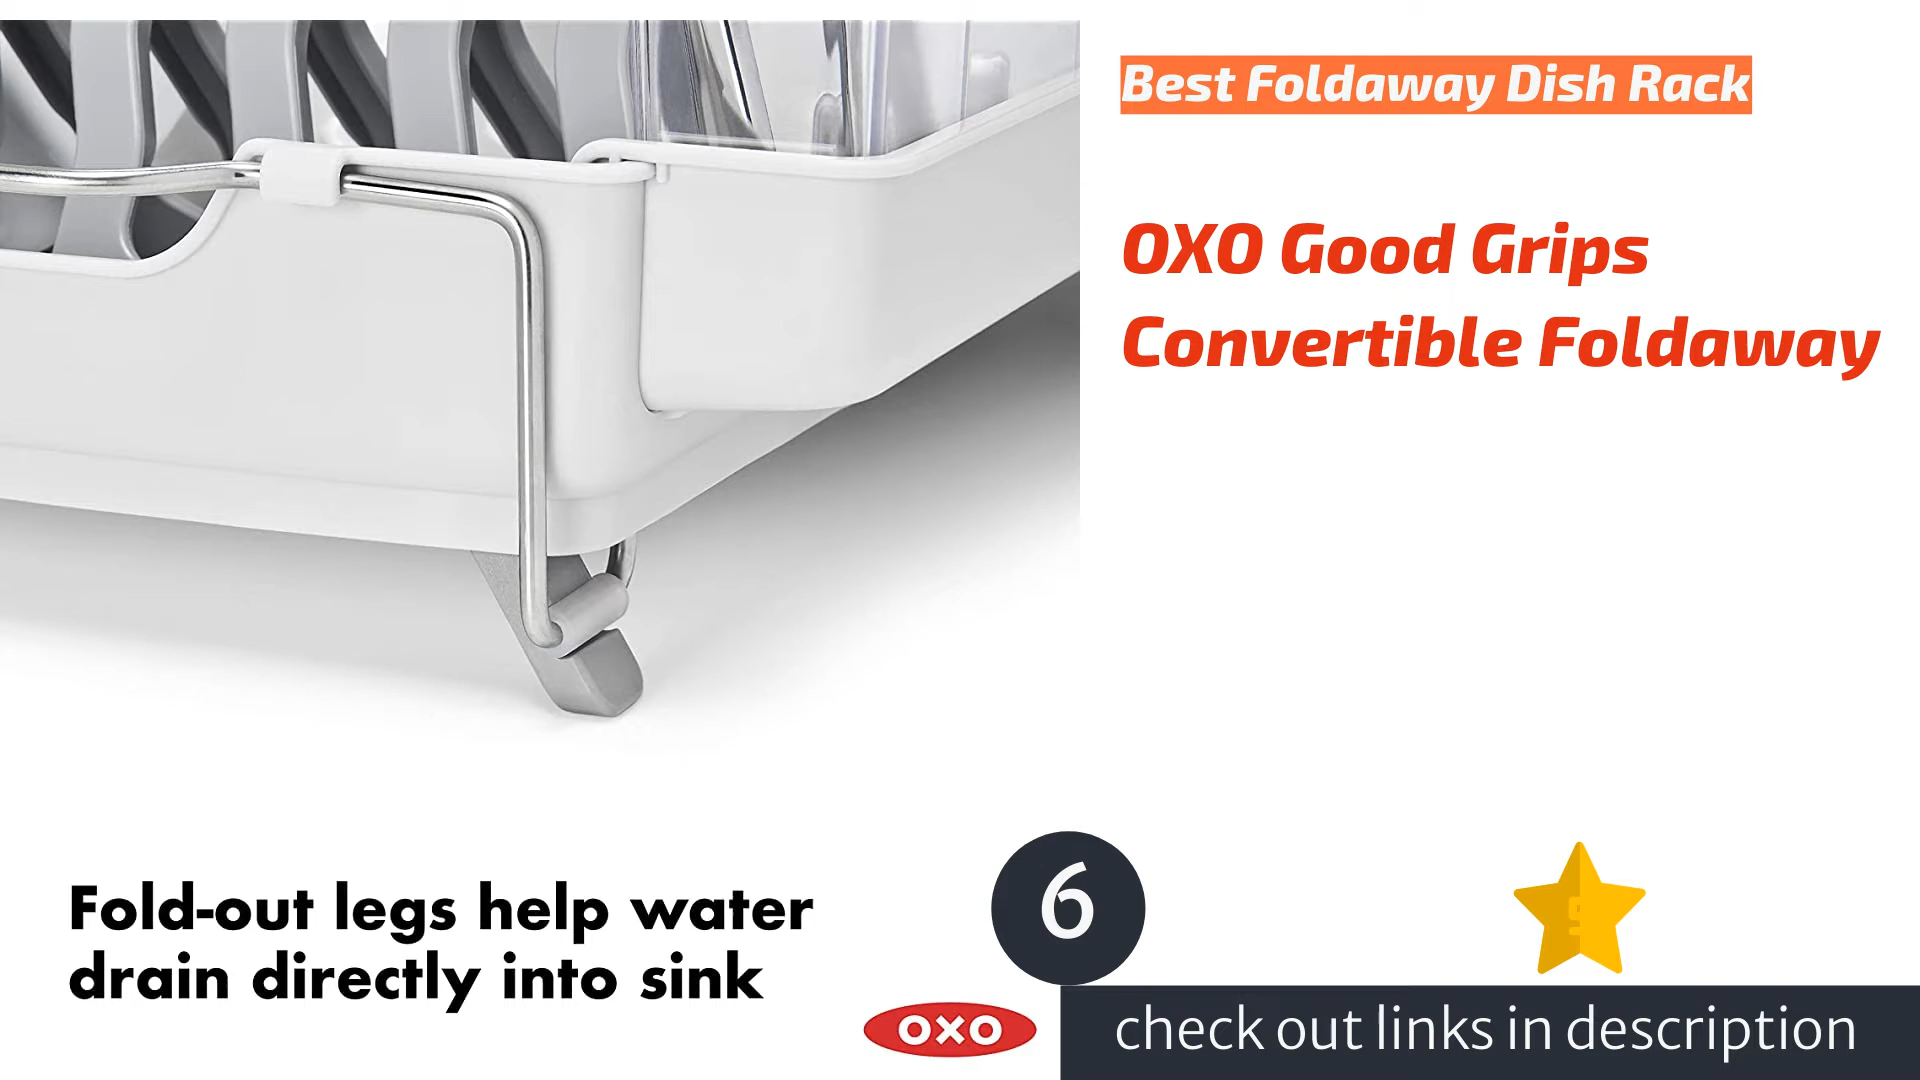 Best Foldaway Dish Rack
OXO Good Grips
Convertible Foldaway
Fold-out legs help water
drain directly into sink
6
OXO
check out links in description